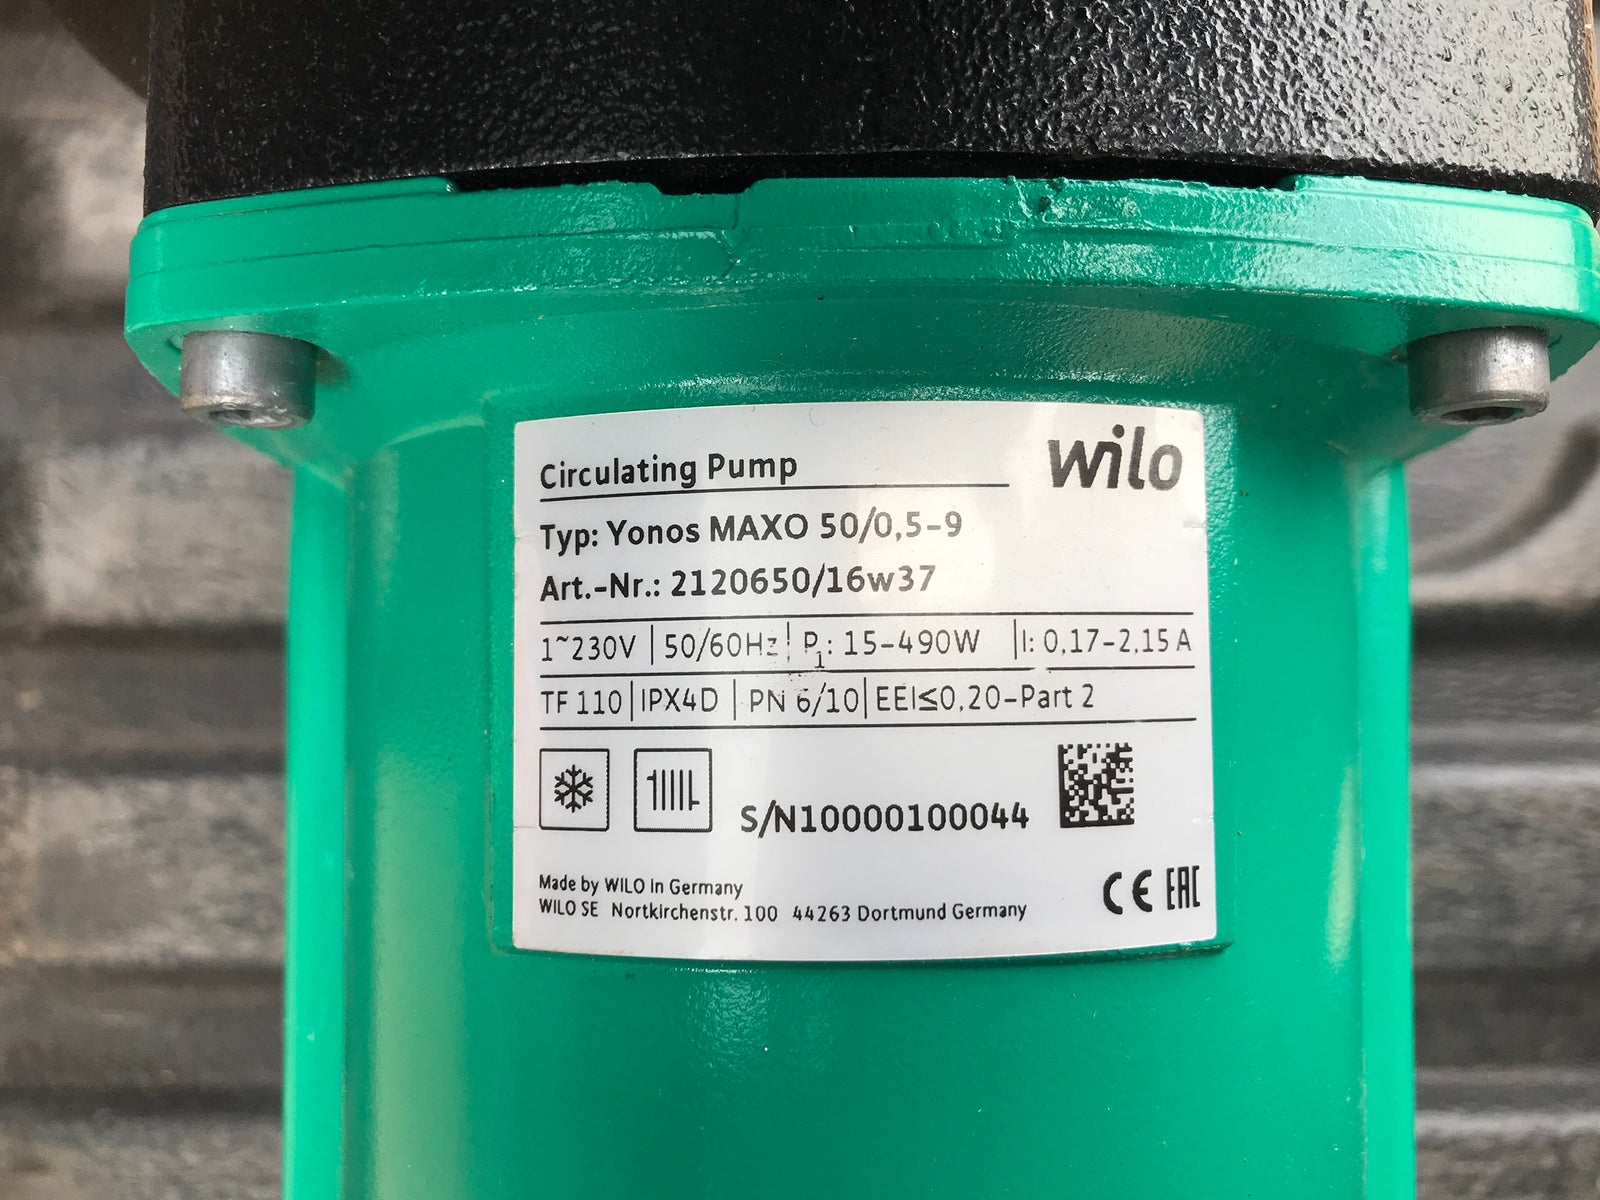 Circulating Pump
wilo
Typ: Yonos MAXO 50/0,5-9
Art.-Nr.: 2120650/16w37
1~230V | 50/60Hz | P1: 15-490W | I: 0,17-2,15 A
TF 110 | IPX4D | PN 6/10 | EEI≤0,20-Part 2
S/N10000100044
Made by WILO in Germany
WILO SE Nortkirchenstr. 100 44263 Dortmund Germany
CE EAC